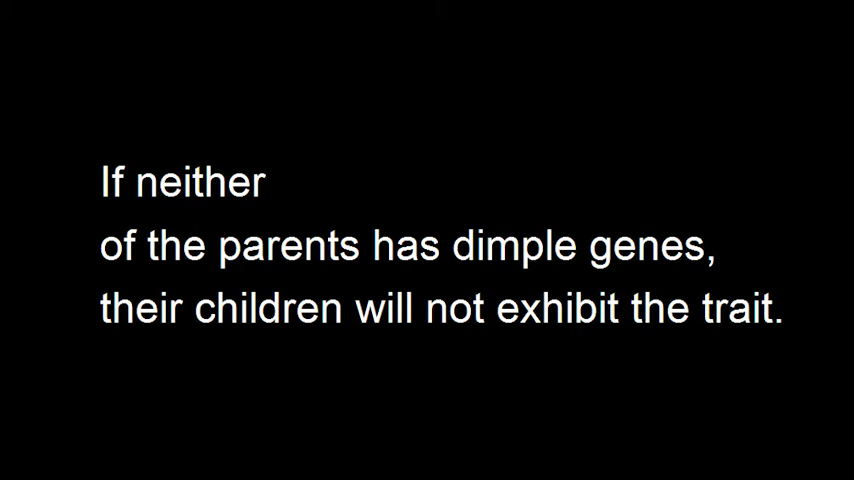 If neither
of the parents has dimple genes,
their children will not exhibit the trait.